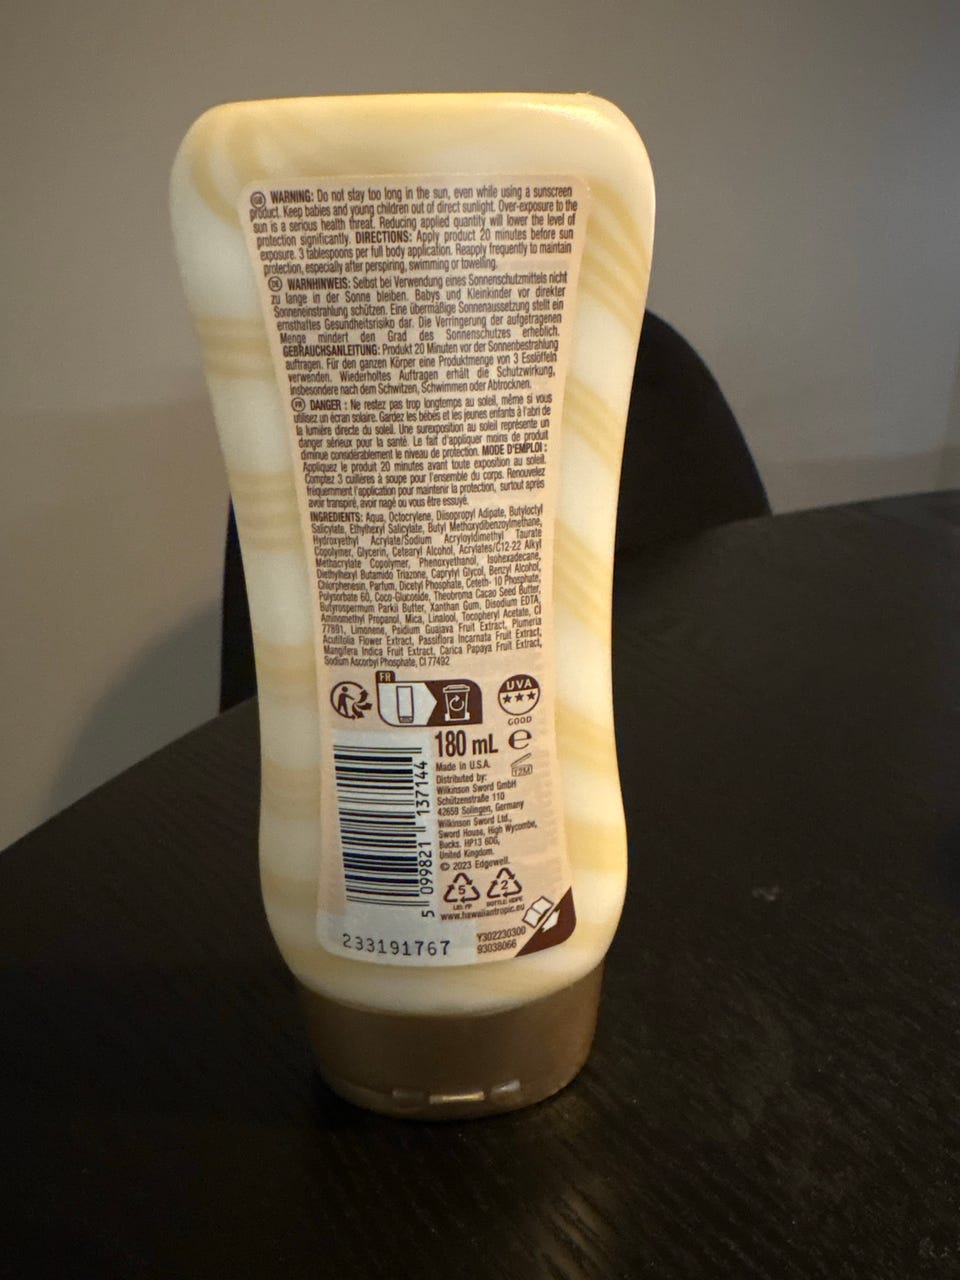 GB WARNING: Do not stay too long in the sun, even while using a sunscreen
product. Keep babies and young children out of direct sunlight. Over-exposure to the
sun is a serious health threat. Reducing applied quantity will lower the level of
protection significantly. DIRECTIONS: Apply product 20 minutes before sun
exposure. 3 tablespoons per full body application. Reapply frequently to maintain
protection, especially after perspiring, swimming or towelling.
DE WARNHINWEIS: Selbst bei Verwendung eines Sonnenschutzmittels nicht
zu lange in der Sonne bleiben. Babys und Kleinkinder vor direkter
Sonneneinstrahlung schützen. Eine übermäßige Sonnenaussetzung stellt ein
ernsthaftes Gesundheitsrisiko dar. Die Verringerung der aufgetragenen
Menge mindert den Grad des Sonnenschutzes erheblich.
GEBRAUCHSANLEITUNG: Produkt 20 Minuten vor der Sonnenbestrahlung
auftragen. Für den ganzen Körper eine Produktmenge von 3 Esslöffeln
verwenden. Wiederholtes Auftragen erhält die Schutzwirkung,
insbesondere nach dem Schwitzen, Schwimmen oder Abtrocknen.
FR DANGER : Ne restez pas trop longtemps au soleil, même si vous
utilisez un écran solaire. Gardez les bébés et les jeunes enfants à l'abri de
la lumière directe du soleil. Une surexposition au soleil représente un
danger sérieux pour la santé. Le fait d'appliquer moins de produit
diminue considérablement le niveau de protection. MODE D'EMPLOI :
Appliquez le produit 20 minutes avant toute exposition au soleil.
Comptez 3 cuillères à soupe pour l'ensemble du corps. Renouvelez
fréquemment l'application pour maintenir la protection, surtout après
avoir transpiré, avoir nagé ou vous être essuyé.
INGREDIENTS: Aqua, Octocrylene, Diisopropyl Adipate, Butyloctyl
Salicylate, Ethylhexyl Salicylate, Butyl Methoxydibenzoylmethane,
Hydroxyethyl Acrylate/Sodium Acryloyldimethyl Taurate
Copolymer, Glycerin, Cetearyl Alcohol, Acrylates/C12-22 Alkyl
Methacrylate Copolymer, Phenoxyethanol, Isohexadecane,
Diethylhexyl Butamido Triazone, Caprylyl Glycol, Benzyl Alcohol,
Chlorphenesin, Parfum, Dicetyl Phosphate, Ceteth- 10 Phosphate,
Polysorbate 60, Coco-Glucoside, Theobroma Cacao Seed Butter,
Butyrospermum Parkii Butter, Xanthan Gum, Disodium EDTA,
Aminomethyl Propanol, Mica, Linalool, Tocopheryl Acetate, CI
77891, Limonene, Psidium Guajava Fruit Extract, Plumeria
Acutifolia Flower Extract, Passiflora Incarnata Fruit Extract,
Mangifera Indica Fruit Extract, Carica Papaya Fruit Extract,
Sodium Ascorbyl Phosphate, CI 77492
FR
UVA
GOOD
180 mL e
12M
Made in U.S.A.
Distributed by:
Wilkinson Sword GmbH
Schützenstraße 110
42659 Solingen, Germany
Wilkinson Sword Ltd.,
Sword House, High Wycombe,
Bucks. HP13 6DG,
United Kingdom.
© 2023 Edgewell.
5 2
LID: PP BOTTLE: HDPE
www.hawaiiantropic.eu
5 099821 137144
233191767
Y302230300
93038066